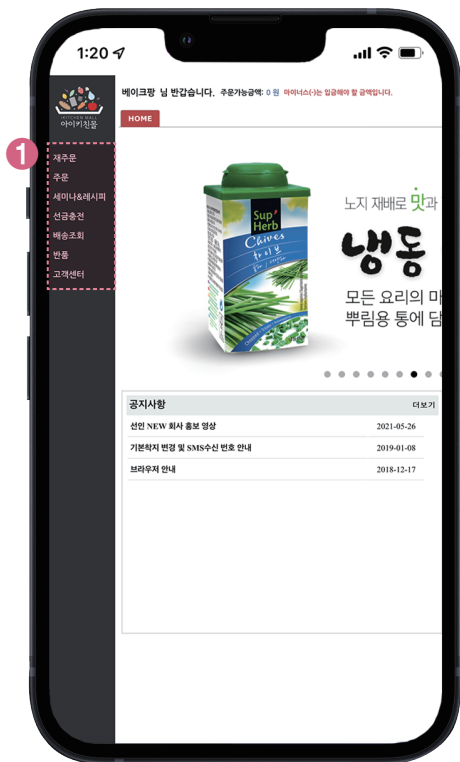 1:20
KITCHEN MALL
아이키친몰
베이크팡 님 반갑습니다. 주문가능금액: 0 원 마이너스(-)는 입금해야 할 금액입니다.
HOME
1
재주문
주문
세미나&레시피
선금충전
배송조회
반품
고객센터
Sup'
Herb
Chives
차이브
노지 재배로 맛과
냉동
모든 요리의 마
뿌림용 통에 담
공지사항 더보기
선인 NEW 회사 홍보 영상 2021-05-26
기본착지 변경 및 SMS수신 번호 안내 2019-01-08
브라우저 안내 2018-12-17